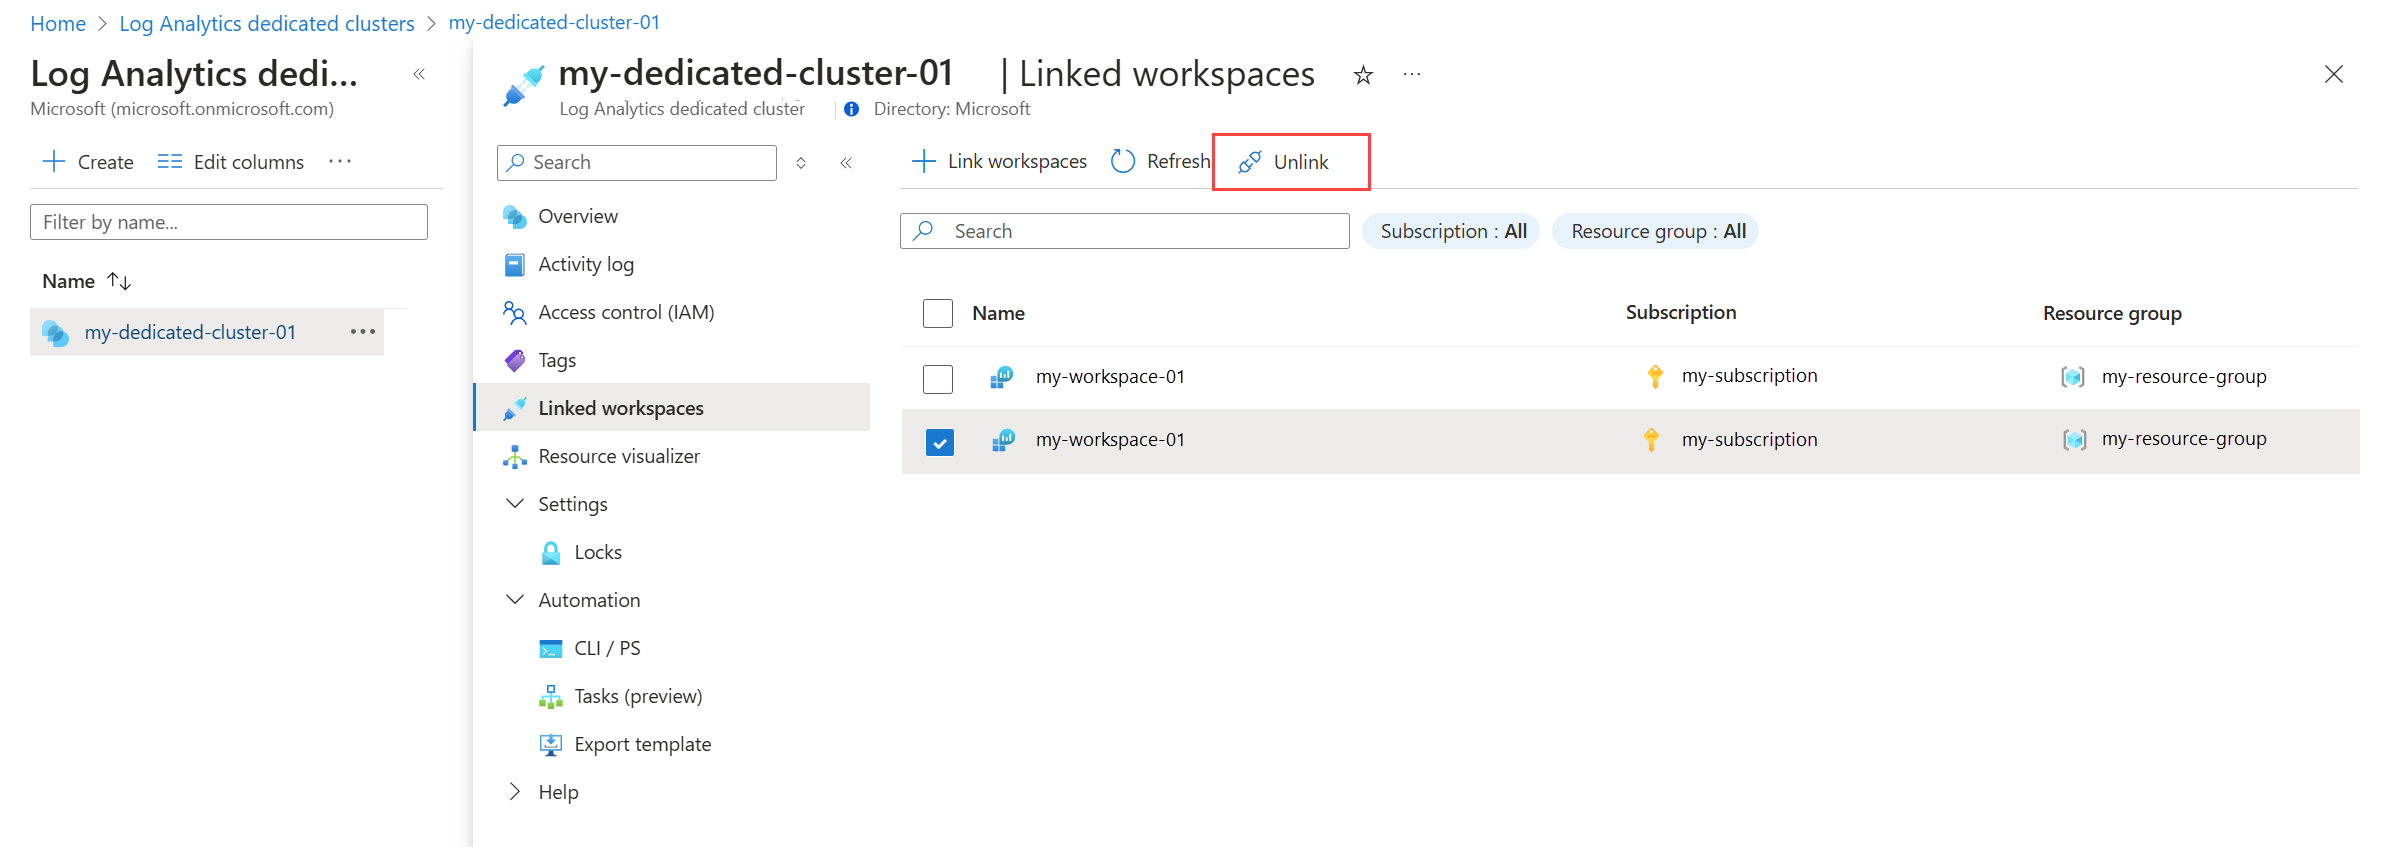 Home > Log Analytics dedicated clusters > my-dedicated-cluster-01
Log Analytics dedi...
Microsoft (microsoft.onmicrosoft.com)
Create Edit columns ...
Filter by name...
Name
my-dedicated-cluster-01 ...
my-dedicated-cluster-01 | Linked workspaces ...
Log Analytics dedicated cluster Directory: Microsoft
Search
Overview
Activity log
Access control (IAM)
Tags
Linked workspaces
Resource visualizer
Settings
Locks
Automation
CLI / PS
Tasks (preview)
Export template
Help
Link workspaces Refresh Unlink
Search Subscription : All Resource group : All
Name Subscription Resource group
my-workspace-01 my-subscription my-resource-group
my-workspace-01 my-subscription my-resource-group